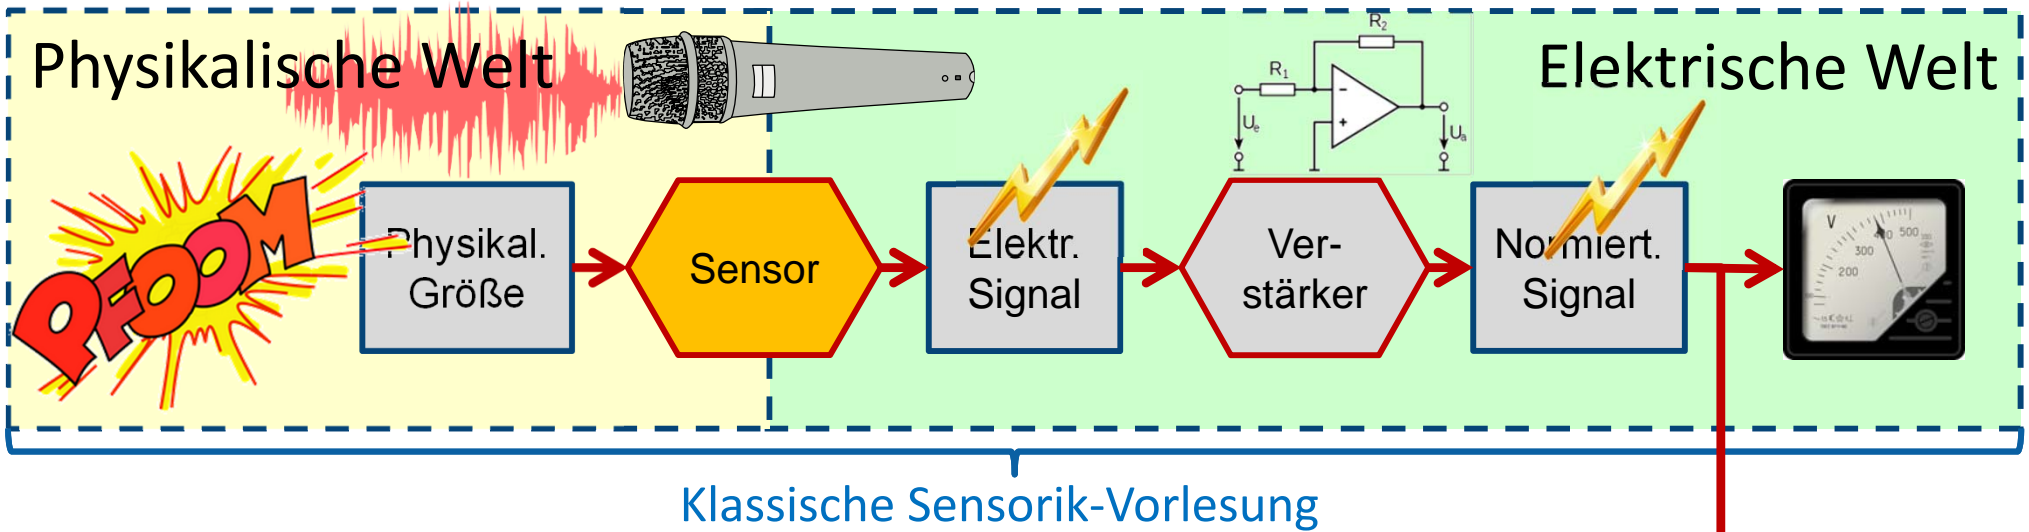 Physikalische Welt
Elektrische Welt
R₂
R₁
Uₑ
Uₐ
PFOOM
Physikal.
Größe
Sensor
Elektr.
Signal
Ver-
stärker
Normiert.
Signal
V
200
300
400
500
Klassische Sensorik-Vorlesung